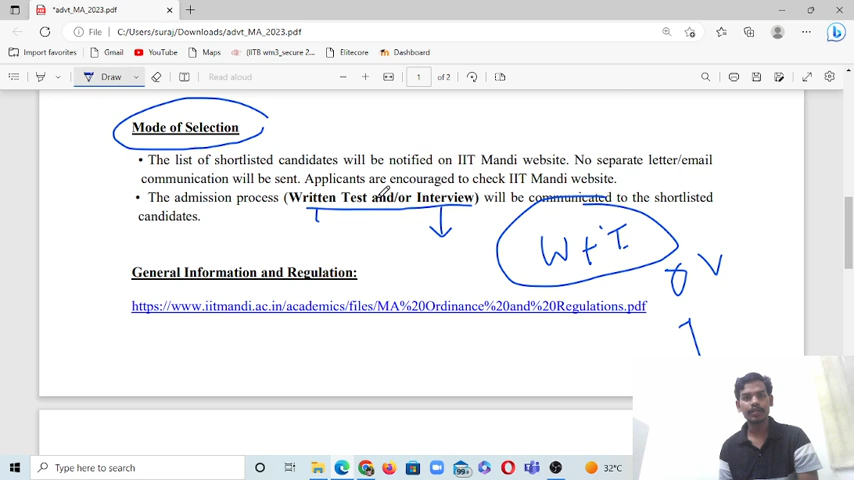 *advt_MA_2023.pdf
File C:/Users/suraj/Downloads/advt_MA_2023.pdf
Import favorites Gmail YouTube Maps (IITB wm3_secure 2... Elitecore Dashboard
Draw Read aloud 1 of 2
Mode of Selection
• The list of shortlisted candidates will be notified on IIT Mandi website. No separate letter/email
communication will be sent. Applicants are encouraged to check IIT Mandi website.
• The admission process (Written Test and/or Interview) will be communicated to the shortlisted
candidates.
W + I
General Information and Regulation:
https://www.iitmandi.ac.in/academics/files/MA%20Ordinance%20and%20Regulations.pdf
Type here to search 99+ 32°C